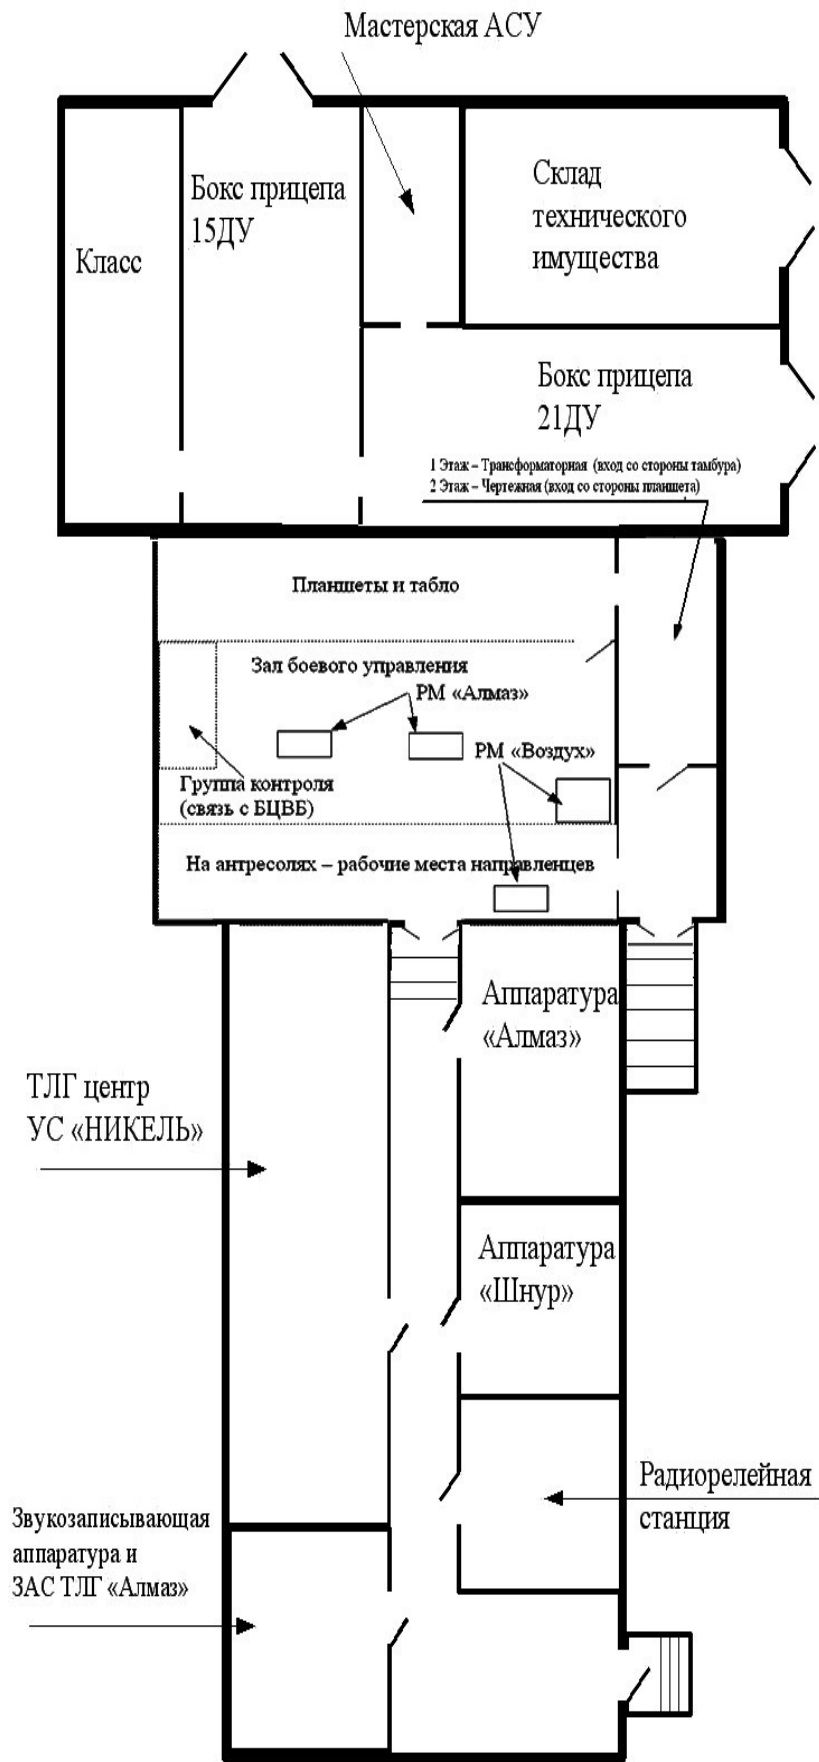 Мастерская АСУ
Бокс прицепа
15ДУ
Склад
технического
имущества
Класс
Бокс прицепа
21ДУ
1 Этаж – Трансформаторная (вход со стороны тамбура)
2 Этаж – Чертежная (вход со стороны планшета)
Планшеты и табло
Зал боевого управления
РМ «Алмаз»
РМ «Воздух»
Группа контроля
(связь с БЦВБ)
На антресолях – рабочие места направленцев
Аппаратура
«Алмаз»
ТЛГ центр
УС «НИКЕЛЬ»
Аппаратура
«Шнур»
Радиорелейная
станция
Звукозаписывающая
аппаратура и
ЗАС ТЛГ «Алмаз»